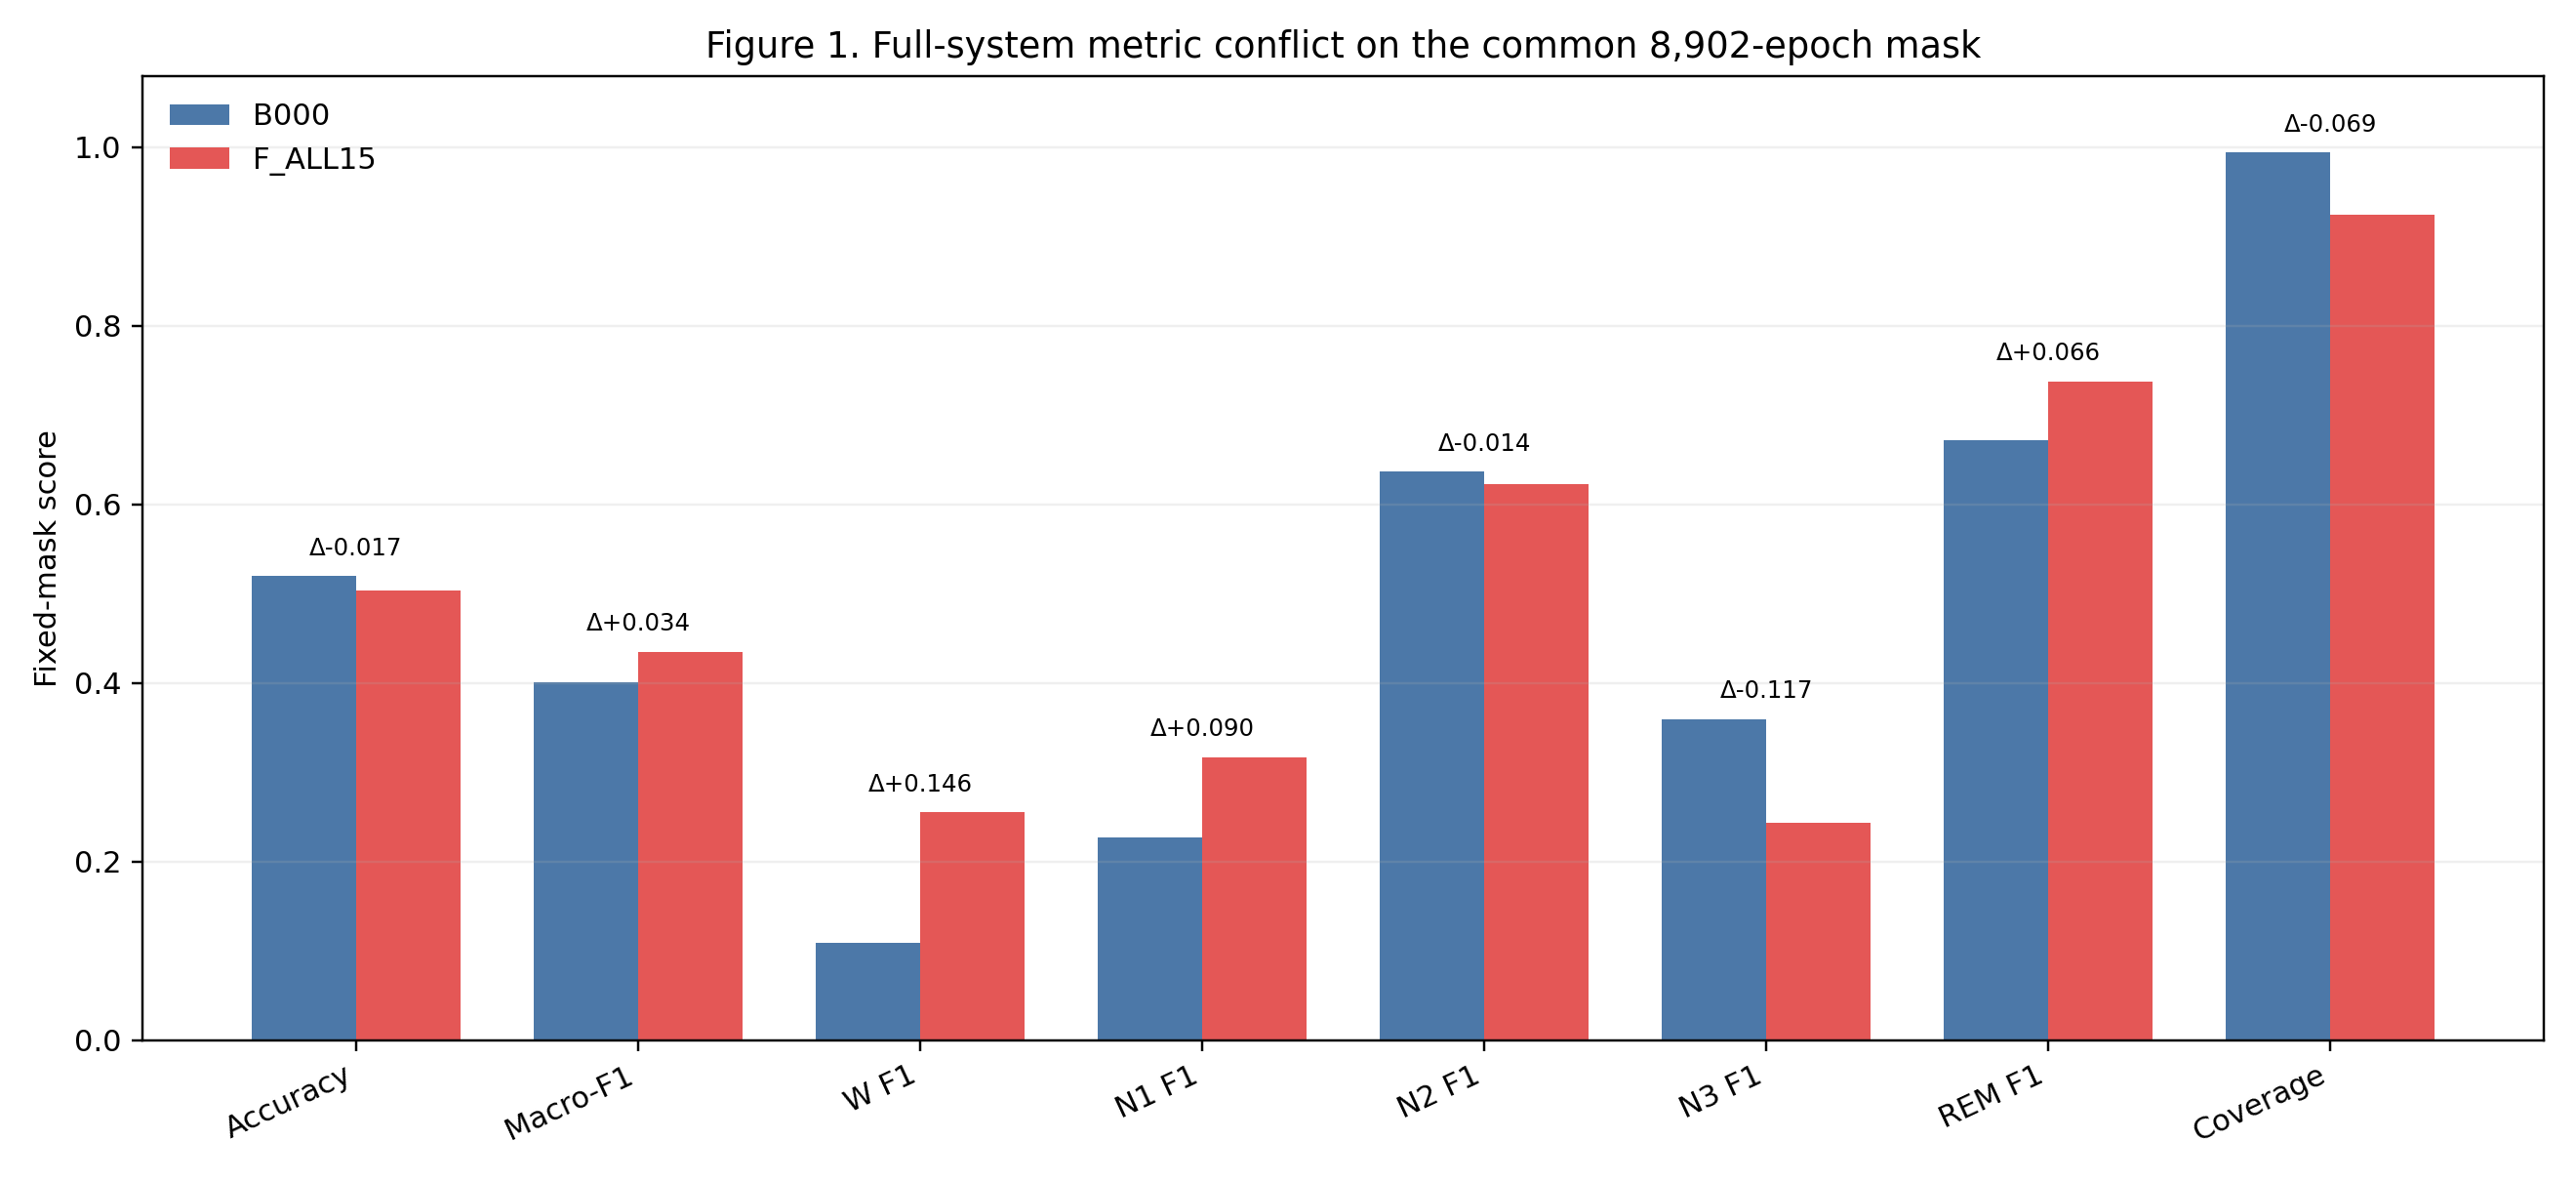 Figure 1. Full-system metric conflict on the common 8,902-epoch mask
B000
F_ALL15
Fixed-mask score
1.0
0.8
0.6
0.4
0.2
0.0
Δ-0.017
Δ+0.034
Δ+0.146
Δ+0.090
Δ-0.014
Δ-0.117
Δ+0.066
Δ-0.069
Accuracy
Macro-F1
W F1
N1 F1
N2 F1
N3 F1
REM F1
Coverage